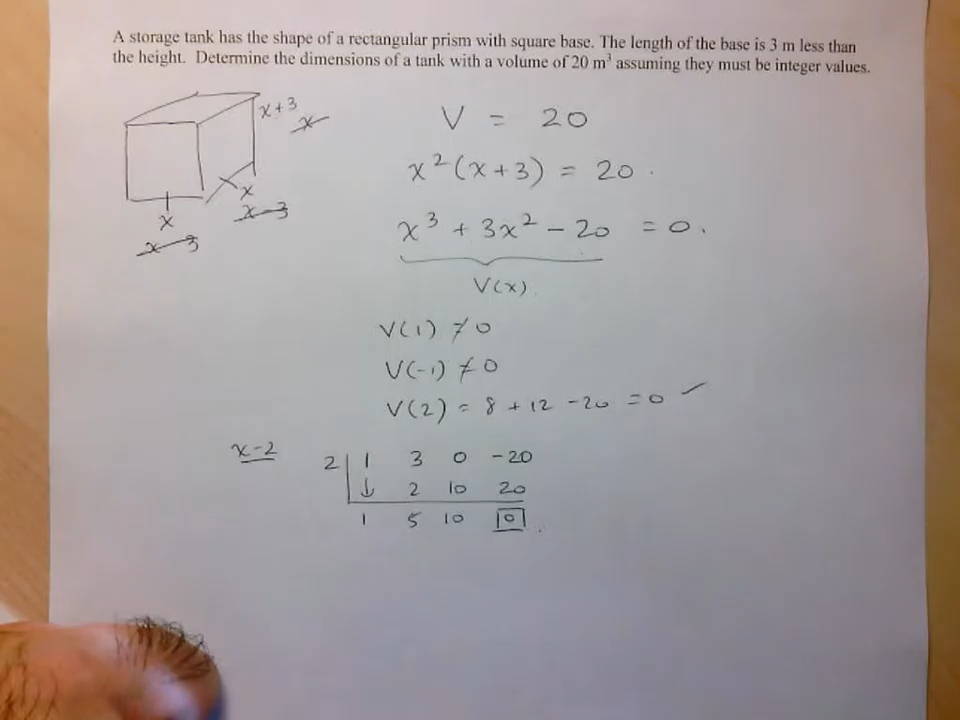 A storage tank has the shape of a rectangular prism with square base. The length of the base is 3 m less than
the height. Determine the dimensions of a tank with a volume of 20 m³ assuming they must be integer values.
x+3
x
x
x-3
x
x-3
V = 20
x²(x+3) = 20.
x³ + 3x² - 20 = 0.
V(x)
V(1) ≠ 0
V(-1) ≠ 0
V(2) = 8 + 12 - 20 = 0 ✓
x-2
2 | 1 3 0 -20
↓ 2 10 20
1 5 10 0